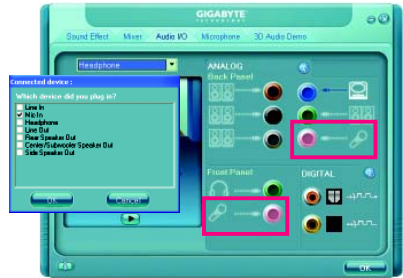 GIGABYTE
TECHNOLOGY
Sound Effect
Mixer
Audio I/O
Microphone
3D Audio Demo
Headphone
ANALOG
Back Panel
Connected device :
Which device did you plug in?
Line In
Mic In
Headphone
Line Out
Rear Speaker Out
Center/Subwoofer Speaker Out
Side Speaker Out
OK
Cancel
Front Panel
DIGITAL
OK